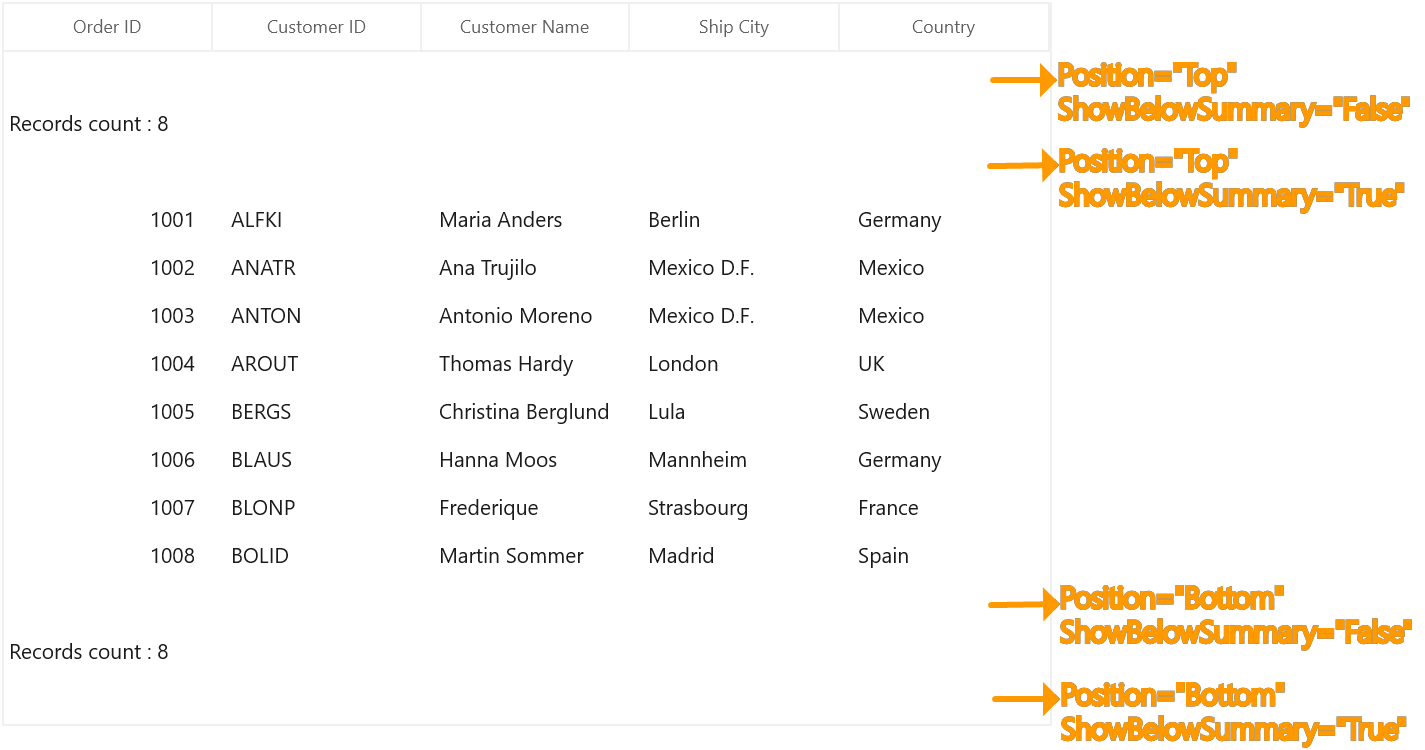 Order ID Customer ID Customer Name Ship City Country
Position="Top"
ShowBelowSummary="False"
Records count : 8
Position="Top"
ShowBelowSummary="True"
1001 ALFKI Maria Anders Berlin Germany
1002 ANATR Ana Trujilo Mexico D.F. Mexico
1003 ANTON Antonio Moreno Mexico D.F. Mexico
1004 AROUT Thomas Hardy London UK
1005 BERGS Christina Berglund Lula Sweden
1006 BLAUS Hanna Moos Mannheim Germany
1007 BLONP Frederique Strasbourg France
1008 BOLID Martin Sommer Madrid Spain
Position="Bottom"
ShowBelowSummary="False"
Records count : 8
Position="Bottom"
ShowBelowSummary="True"